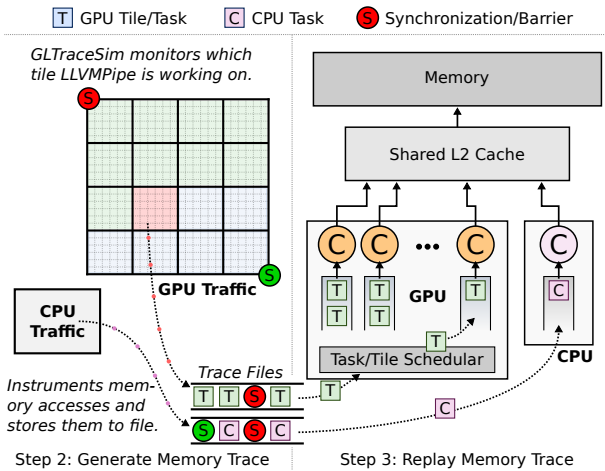 T GPU Tile/Task C CPU Task S Synchronization/Barrier
GLTraceSim monitors which
tile LLVMPipe is working on.
S
S
GPU Traffic
CPU
Traffic
Instruments mem-
ory accesses and
stores them to file.
Trace Files
T T S T
S C S C
Step 2: Generate Memory Trace
Memory
Shared L2 Cache
C C ••• C C
T T T C
T T
GPU
T
Task/Tile Schedular
CPU
T
C
Step 3: Replay Memory Trace